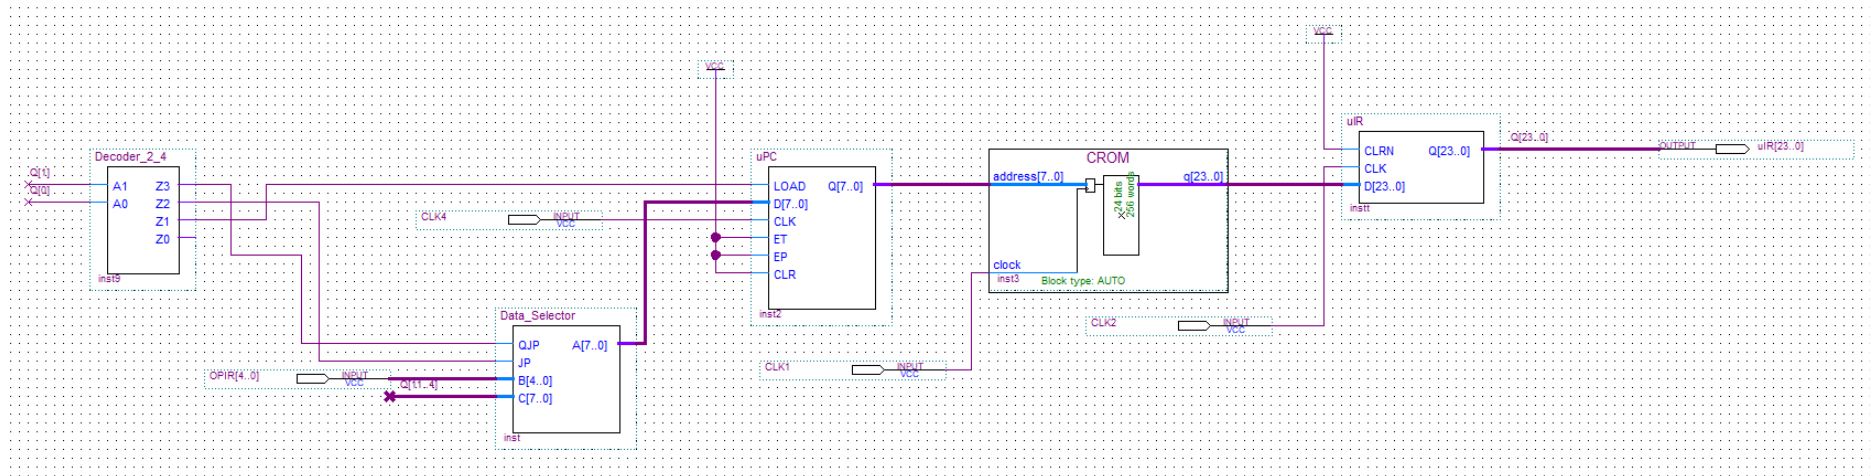 Decoder_2_4
Q[1]
Q[0]
A1 Z3
A0 Z2
Z1
Z0
inst9
CLK4 INPUT
VCC
Data_Selector
QJP A[7..0]
JP
B[4..0]
C[7..0]
inst
OPIR[4..0] INPUT
VCC
Q[11..4]
VCC
uPC
LOAD Q[7..0]
D[7..0]
CLK
ET
EP
CLR
inst2
CLK1 INPUT
VCC
CROM
address[7..0] q[23..0]
24 bits
256 words
clock
inst3
Block type: AUTO
CLK2 INPUT
VCC
VCC
uIR
CLRN Q[23..0]
CLK
D[23..0]
instt
Q[23..0]
OUTPUT uIR[23..0]